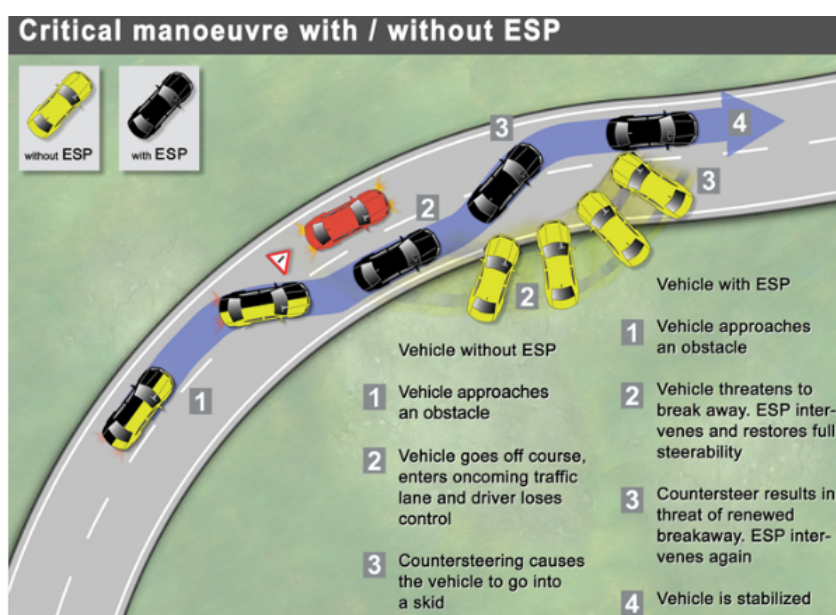 Critical manoeuvre with / without ESP
without ESP
with ESP
3
4
2
3
2
1
Vehicle without ESP
1
Vehicle approaches
an obstacle
2
Vehicle goes off course,
enters oncoming traffic
lane and driver loses
control
3
Countersteering causes
the vehicle to go into
a skid
Vehicle with ESP
1
Vehicle approaches
an obstacle
2
Vehicle threatens to
break away. ESP inter-
venes and restores full
steerability
3
Countersteer results in
threat of renewed
breakaway. ESP inter-
venes again
4
Vehicle is stabilized